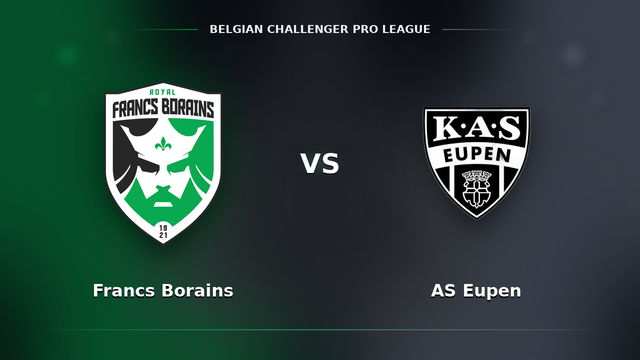 BELGIAN CHALLENGER PRO LEAGUE
ROYAL
FRANCS BORAINS
19
21
VS
K·A·S
EUPEN
Francs Borains
AS Eupen